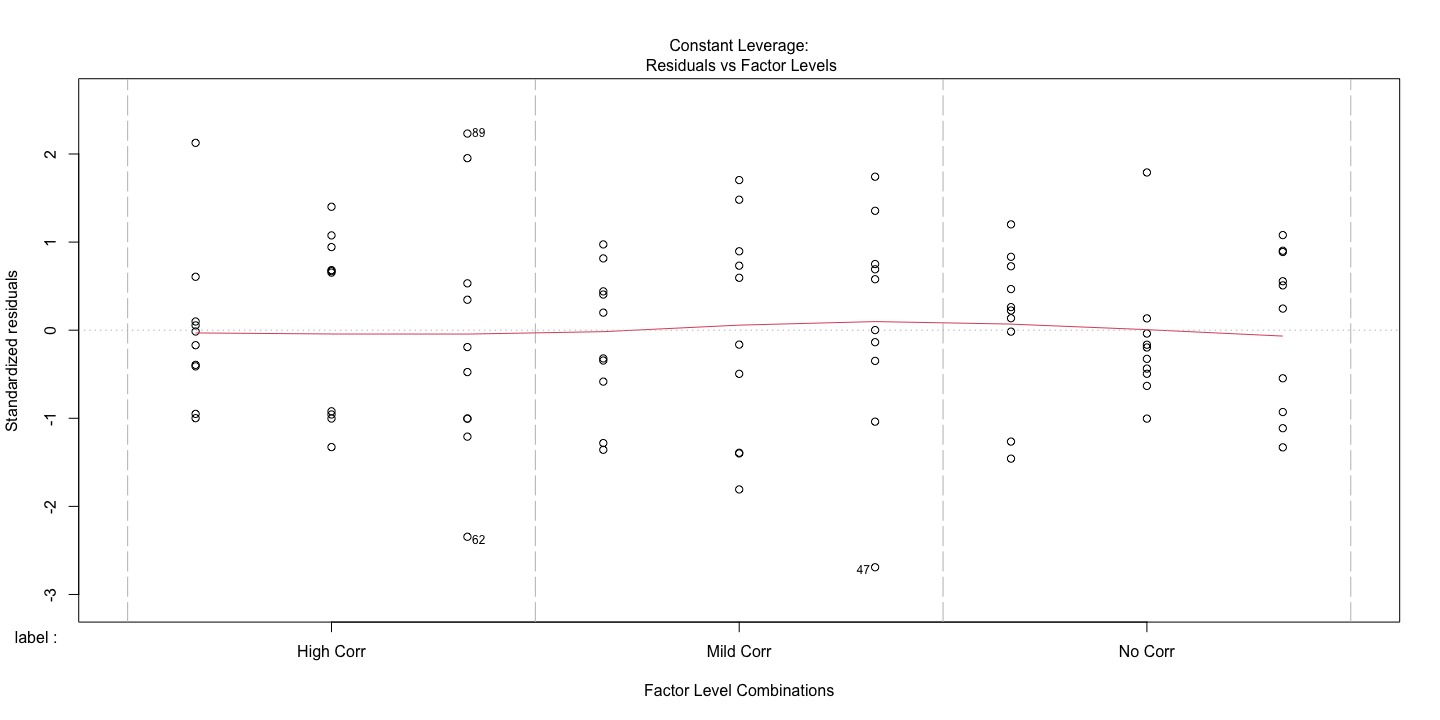 Constant Leverage:
Residuals vs Factor Levels
Standardized residuals
2
1
0
-1
-2
-3
89
62
47
label :
High Corr
Mild Corr
No Corr
Factor Level Combinations